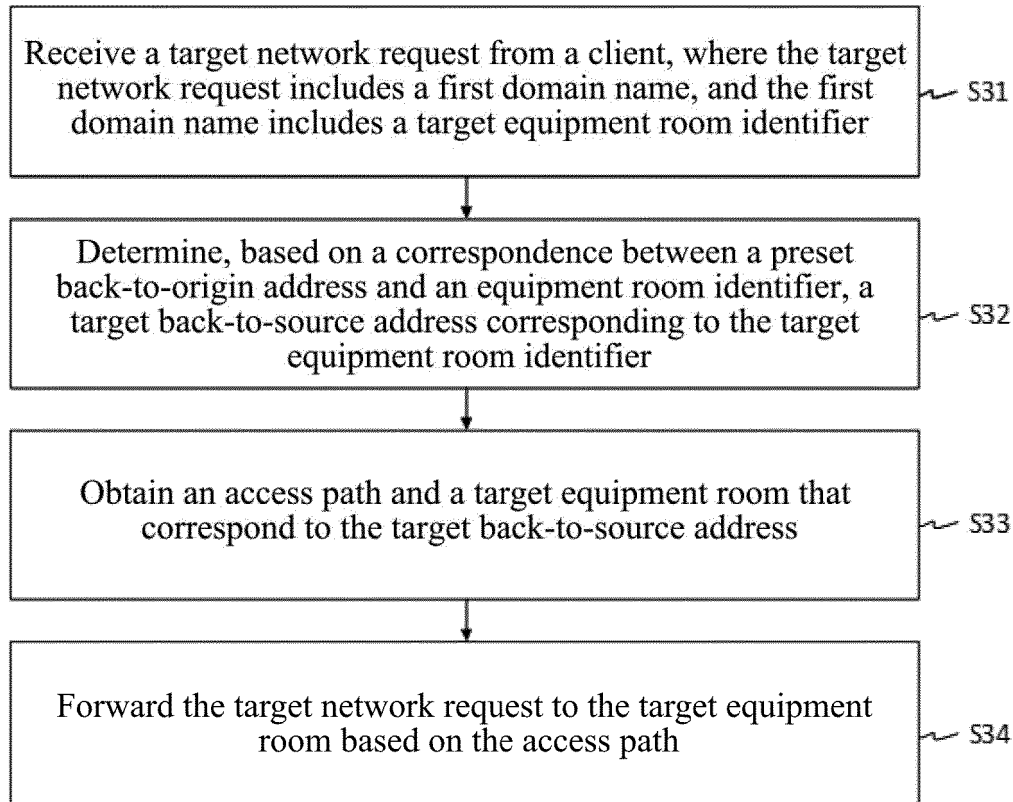 Receive a target network request from a client, where the target
network request includes a first domain name, and the first
domain name includes a target equipment room identifier
S31
Determine, based on a correspondence between a preset
back-to-origin address and an equipment room identifier, a
target back-to-source address corresponding to the target
equipment room identifier
S32
Obtain an access path and a target equipment room that
correspond to the target back-to-source address
S33
Forward the target network request to the target equipment
room based on the access path
S34